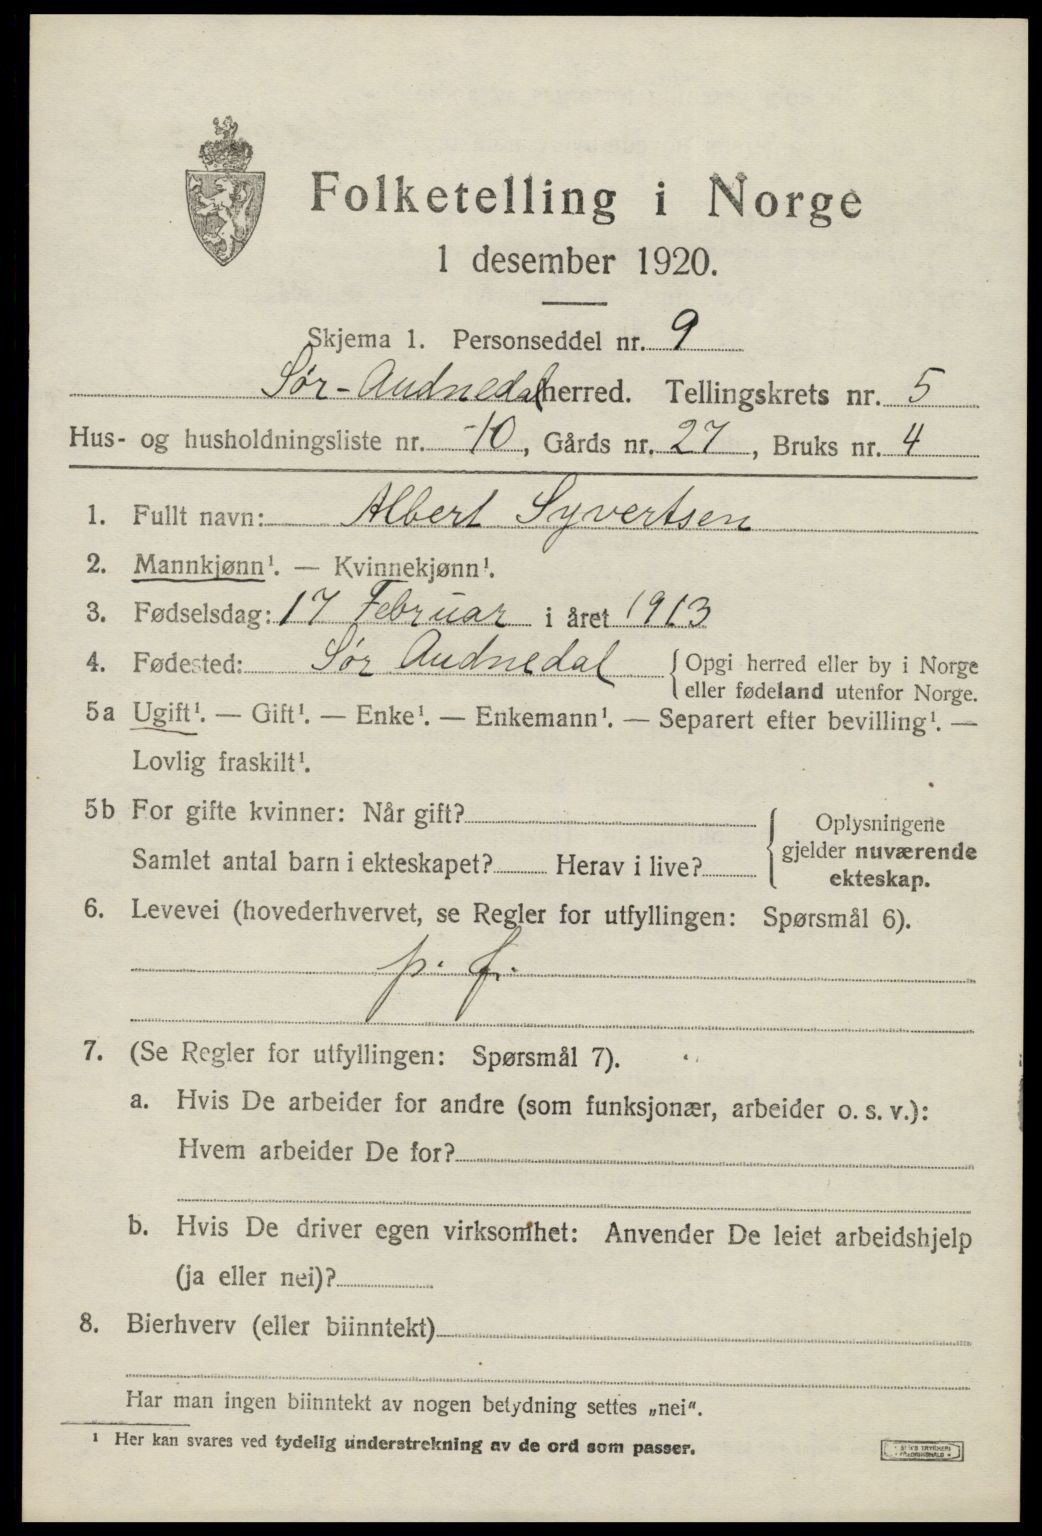 Folketelling i Norge
1 desember 1920.
Skjema 1. Personseddel nr. 9
Sør-Audnedal herred. Tellingskrets nr. 5
Hus- og husholdningsliste nr. 10, Gårds nr. 27, Bruks nr. 4
1. Fullt navn: Albert Syvertsen
2. Mannkjønn¹. — Kvinnekjønn¹.
3. Fødselsdag: 17 Februar i året 1913
4. Fødested: Sør Audnedal {Opgi herred eller by i Norge
eller fødeland utenfor Norge.
5a Ugift¹. — Gift¹. — Enke¹. — Enkemann¹. — Separert efter bevilling¹. —
Lovlig fraskilt¹.
5b For gifte kvinner: Når gift?
Samlet antal barn i ekteskapet? Herav i live?
Oplysningene
gjelder nuværende
ekteskap.
6. Levevei (hovederhvervet, se Regler for utfyllingen: Spørsmål 6).
p. f.
7. (Se Regler for utfyllingen: Spørsmål 7).
a. Hvis De arbeider for andre (som funksjonær, arbeider o. s. v.):
Hvem arbeider De for?
b. Hvis De driver egen virksomhet: Anvender De leiet arbeidshjelp
(ja eller nei)?
8. Bierhverv (eller biinntekt)
Har man ingen biinntekt av nogen betydning settes „nei".
¹ Her kan svares ved tydelig understrekning av de ord som passer.